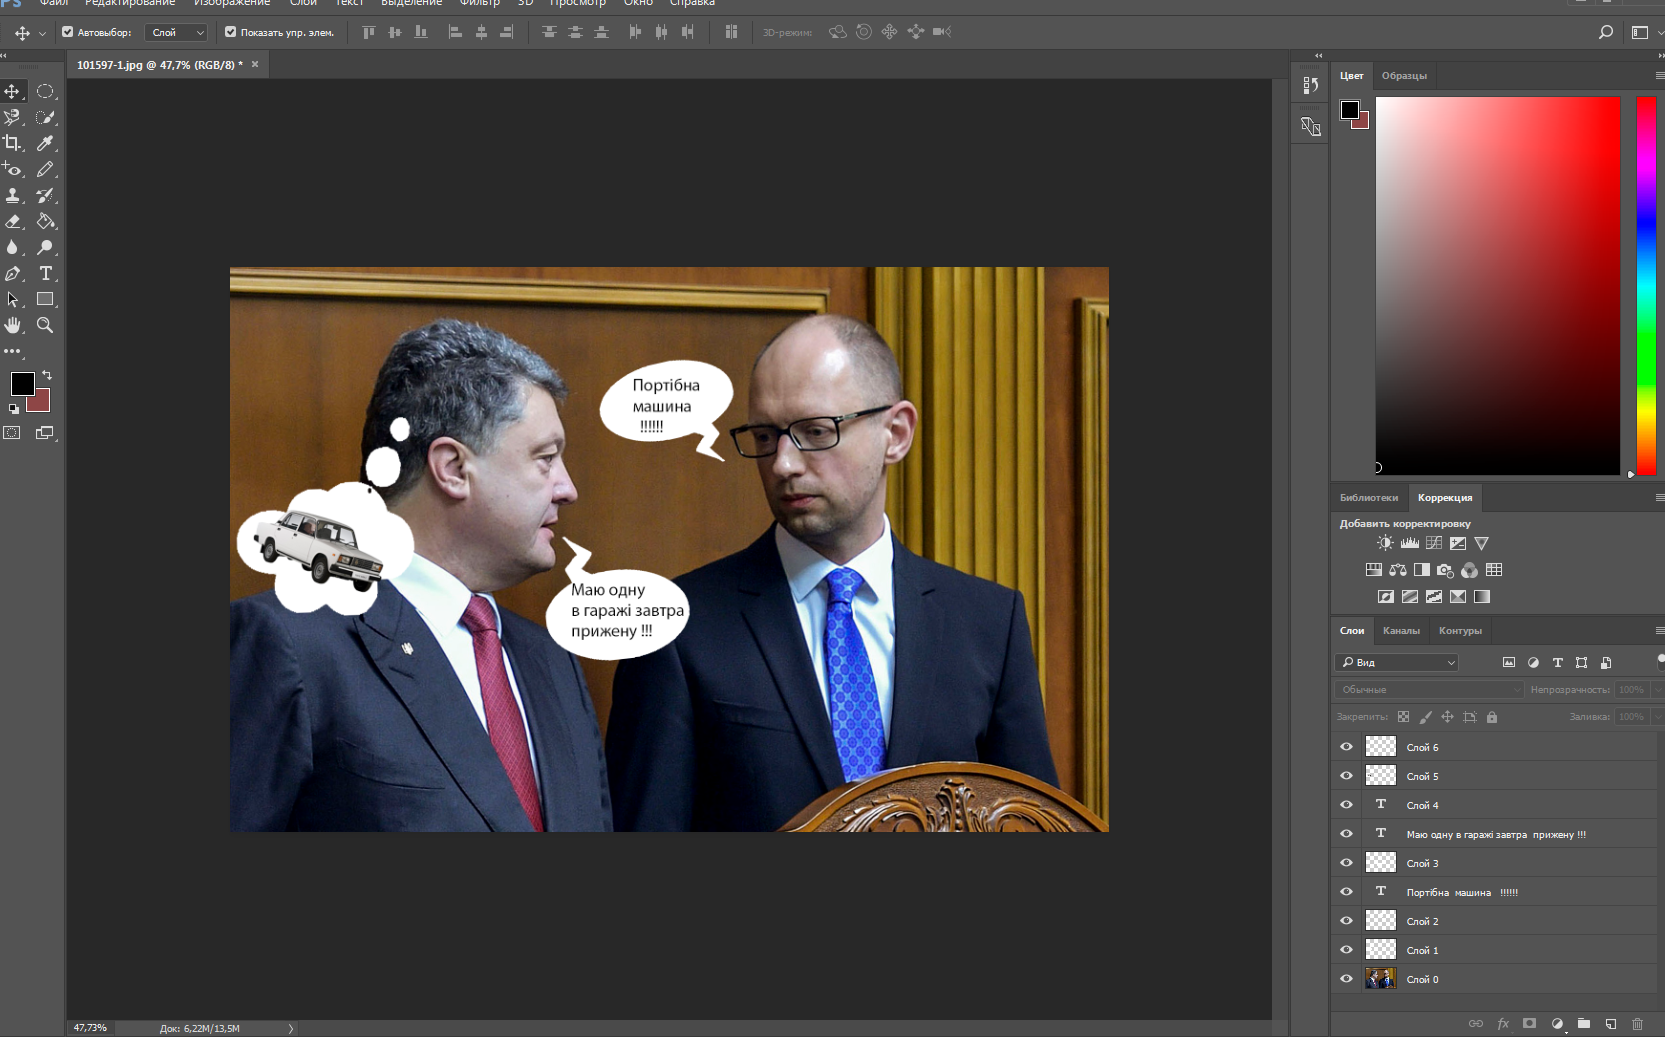 Ps Файл Редактирование Изображение Слои Текст Выделение Фильтр 3D Просмотр Окно Справка
Автовыбор: Слой Показать упр. элем. 3D-режим:
101597-1.jpg @ 47,7% (RGB/8) * ×
Цвет Образцы
Портібна
машина
!!!!!!
Маю одну
в гаражі завтра
прижену !!!
Библиотеки Коррекция
Добавить корректировку
Слои Каналы Контуры
Вид
Обычные Непрозрачность: 100%
Закрепить: Заливка: 100%
Слой 6
Слой 5
Слой 4
Маю одну в гаражі завтра прижену !!!
Слой 3
Портібна машина !!!!!!
Слой 2
Слой 1
Слой 0
fx
47,73% Док: 6,22M/13,5M